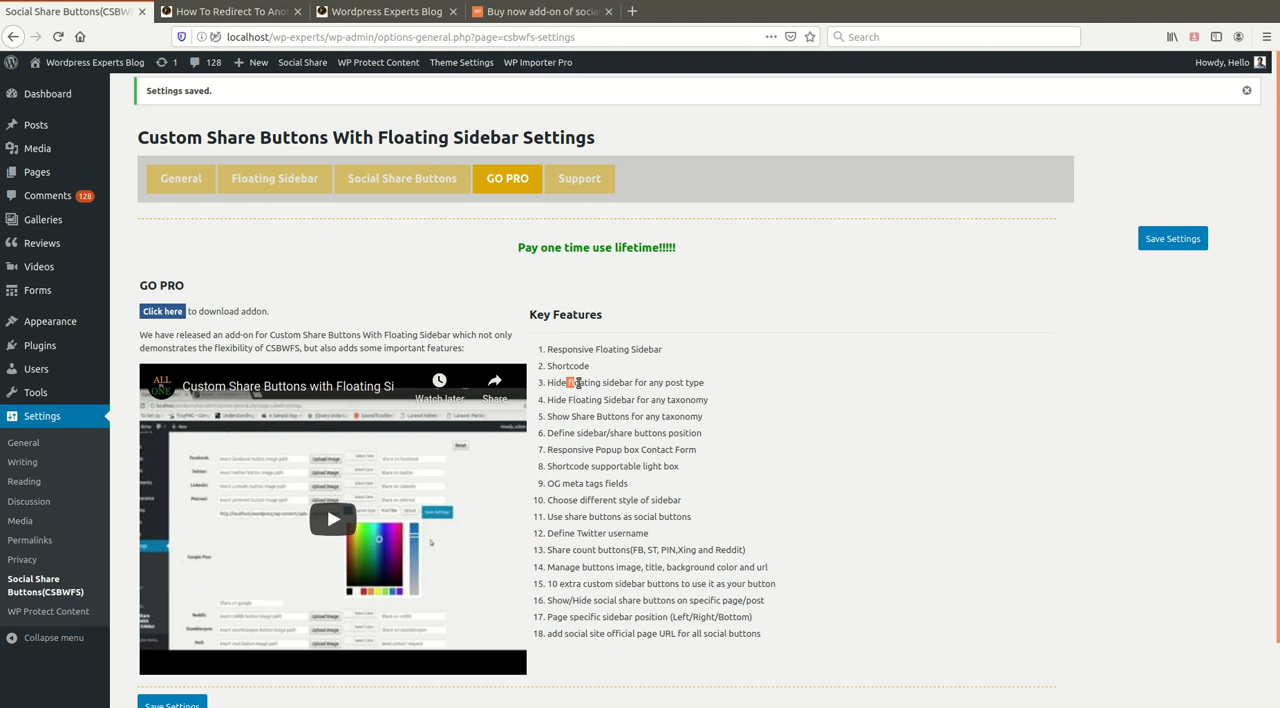 Social Share Buttons(CSBWF
How To Redirect To Ano
Wordpress Experts Blog
Buy now add-on of soci
localhost/wp-experts/wp-admin/options-general.php?page=csbwfs-settings
Search
Wordpress Experts Blog
1
128
New
Social Share
WP Protect Content
Theme Settings
WP Importer Pro
Howdy, Hello
Dashboard
Posts
Media
Pages
Comments 128
Galleries
Reviews
Videos
Forms
Appearance
Plugins
Users
Tools
Settings
General
Writing
Reading
Discussion
Media
Permalinks
Privacy
Social Share
Buttons(CSBWFS)
WP Protect Content
Collapse menu
Settings saved.
Custom Share Buttons With Floating Sidebar Settings
General
Floating Sidebar
Social Share Buttons
GO PRO
Support
Pay one time use lifetime!!!!!
Save Settings
GO PRO
Click here to download addon.
We have released an add-on for Custom Share Buttons With Floating Sidebar which not only
demonstrates the flexibility of CSBWFS, but also adds some important features:
ALL
IN
ONE
Custom Share Buttons with Floating Si
Watch later
Share
Key Features
1. Responsive Floating Sidebar
2. Shortcode
3. Hide floating sidebar for any post type
4. Hide Floating Sidebar for any taxonomy
5. Show Share Buttons for any taxonomy
6. Define sidebar/share buttons position
7. Responsive Popup box Contact Form
8. Shortcode supportable light box
9. OG meta tags fields
10. Choose different style of sidebar
11. Use share buttons as social buttons
12. Define Twitter username
13. Share count buttons(FB, ST, PIN,Xing and Reddit)
14. Manage buttons image, title, background color and url
15. 10 extra custom sidebar buttons to use it as your button
16. Show/Hide social share buttons on specific page/post
17. Page specific sidebar position (Left/Right/Bottom)
18. add social site official page URL for all social buttons
Save Settings